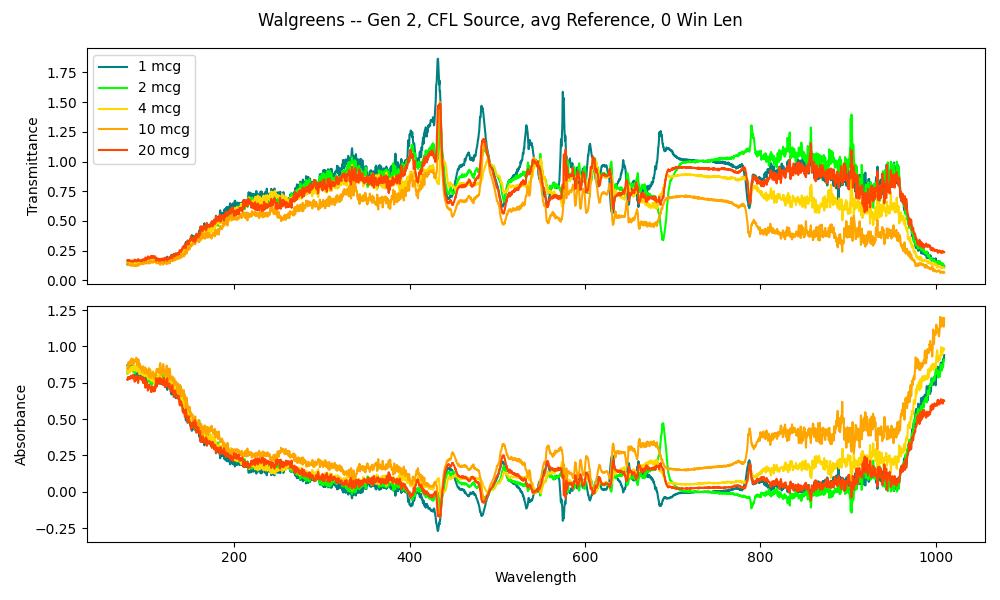 Walgreens -- Gen 2, CFL Source, avg Reference, 0 Win Len
Transmittance
1.75
1.50
1.25
1.00
0.75
0.50
0.25
0.00
1 mcg
2 mcg
4 mcg
10 mcg
20 mcg
Absorbance
1.25
1.00
0.75
0.50
0.25
0.00
−0.25
200
400
600
800
1000
Wavelength